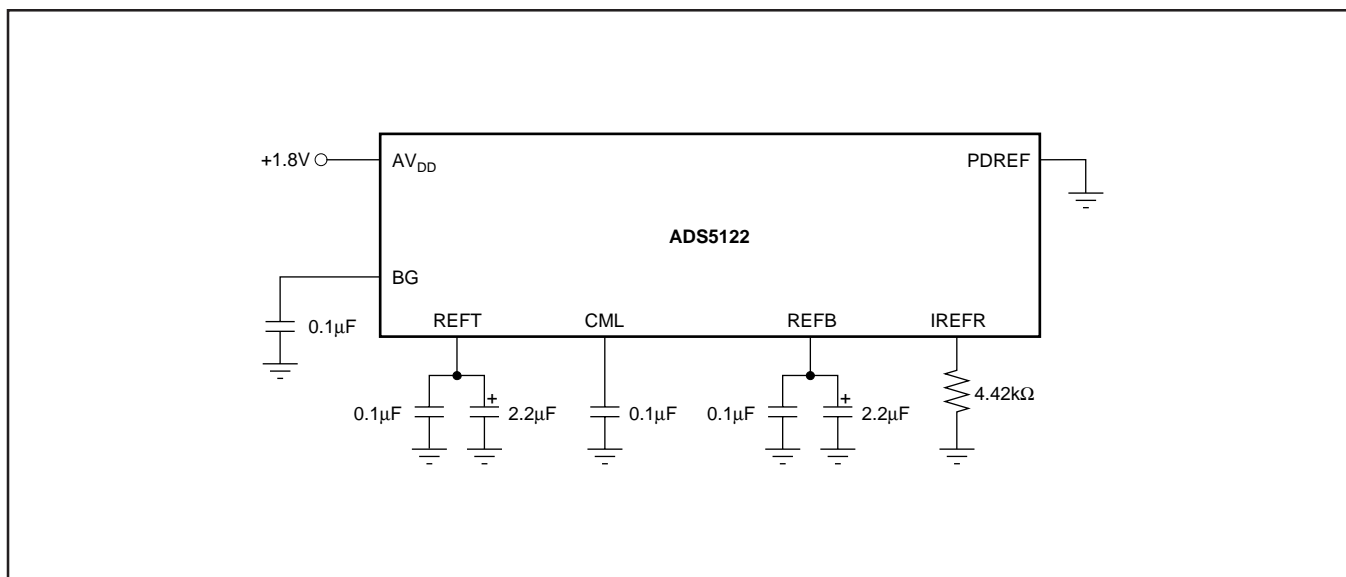 +1.8V
AVDD
PDREF
ADS5122
BG
0.1µF
REFT
CML
REFB
IREFR
0.1µF
+
2.2µF
0.1µF
0.1µF
+
2.2µF
4.42kΩ